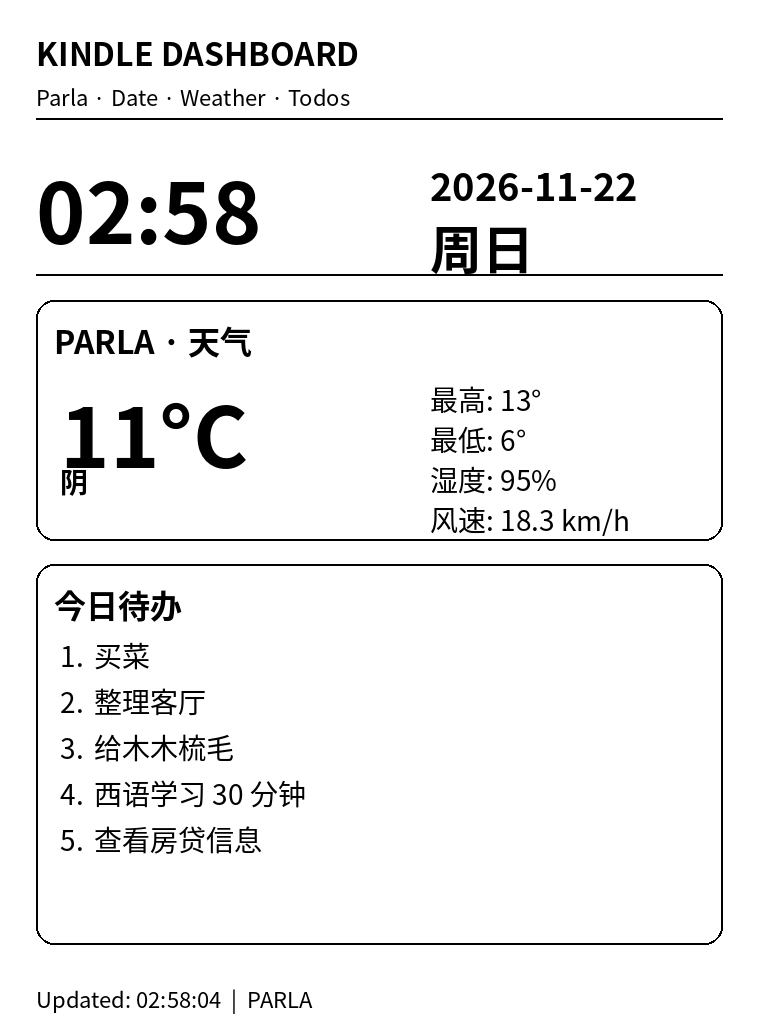 KINDLE DASHBOARD
Parla · Date · Weather · Todos
02:58
2026-11-22
周日
PARLA · 天气
11°C
阴
最高: 13°
最低: 6°
湿度: 95%
风速: 18.3 km/h
今日待办
1. 买菜
2. 整理客厅
3. 给木木梳毛
4. 西语学习 30 分钟
5. 查看房贷信息
Updated: 02:58:04 | PARLA